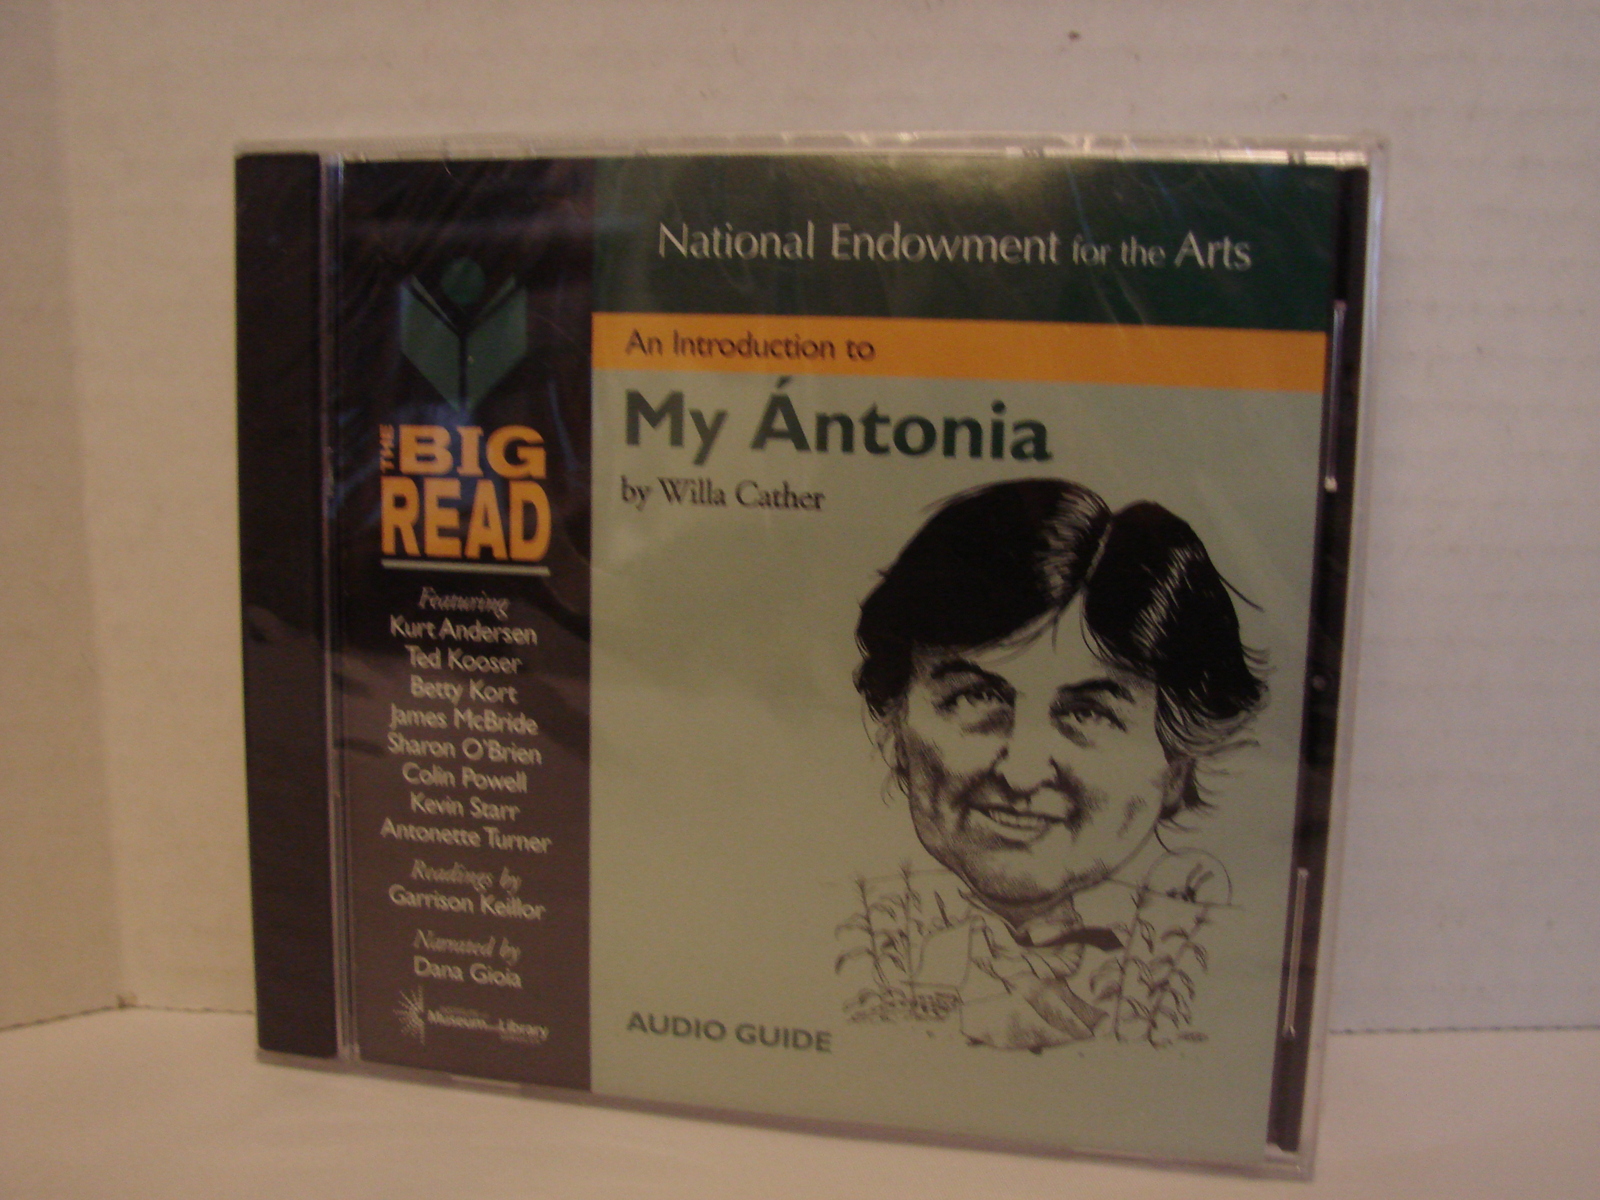 National Endowment for the Arts
An Introduction to
My Ántonia
by Willa Cather
AUDIO GUIDE
THE
BIG
READ
Featuring
Kurt Andersen
Ted Kooser
Betty Kort
James McBride
Sharon O'Brien
Colin Powell
Kevin Starr
Antonette Turner
Readings by
Garrison Keillor
Narrated by
Dana Gioia
Museum and Library